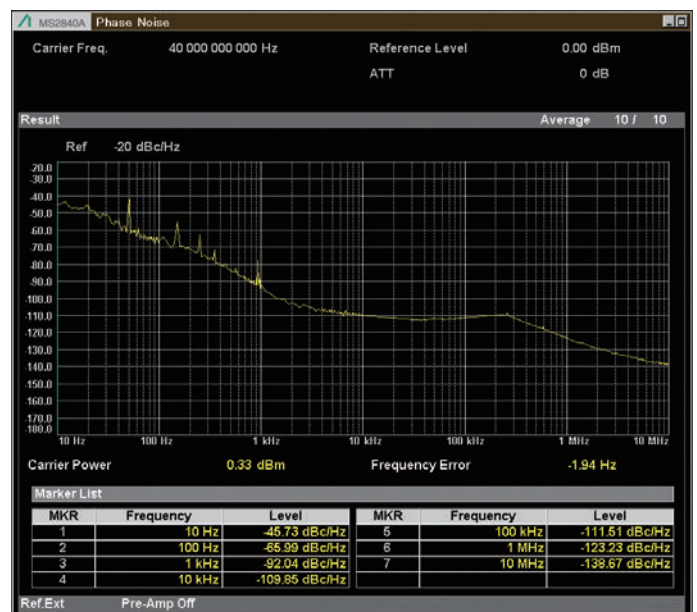 MS2840A Phase Noise
Carrier Freq. 40 000 000 000 Hz Reference Level 0.00 dBm
ATT 0 dB
Result Average 10 / 10
Ref -20 dBc/Hz
-20.0
-30.0
-40.0
-50.0
-60.0
-70.0
-80.0
-90.0
-100.0
-110.0
-120.0
-130.0
-140.0
-150.0
-160.0
-170.0
-180.0
10 Hz 100 Hz 1 kHz 10 kHz 100 kHz 1 MHz 10 MHz
Carrier Power 0.33 dBm Frequency Error -1.94 Hz
Marker List
MKR Frequency Level MKR Frequency Level
1 10 Hz -45.73 dBc/Hz 5 100 kHz -111.51 dBc/Hz
2 100 Hz -65.99 dBc/Hz 6 1 MHz -123.23 dBc/Hz
3 1 kHz -92.04 dBc/Hz 7 10 MHz -138.67 dBc/Hz
4 10 kHz -109.85 dBc/Hz
Ref.Ext Pre-Amp Off